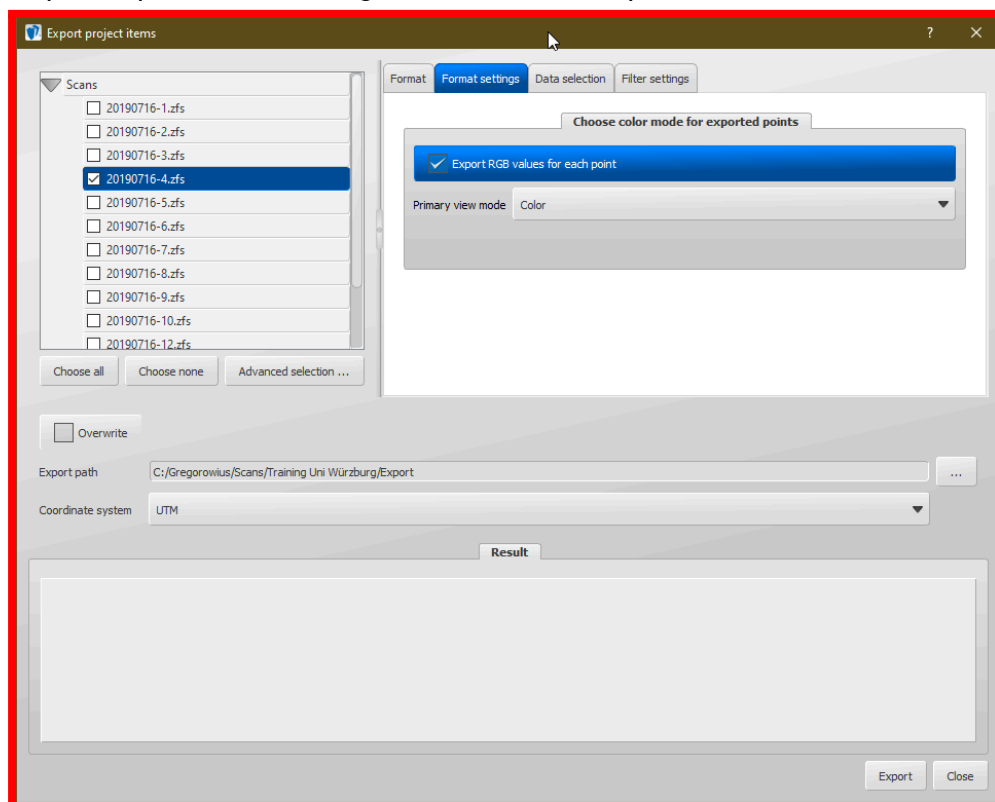 Export project items
Scans
20190716-1.zfs
20190716-2.zfs
20190716-3.zfs
20190716-4.zfs
20190716-5.zfs
20190716-6.zfs
20190716-7.zfs
20190716-8.zfs
20190716-9.zfs
20190716-10.zfs
20190716-12.zfs
Choose all Choose none Advanced selection ...
Format Format settings Data selection Filter settings
Choose color mode for exported points
Export RGB values for each point
Primary view mode Color
Overwrite
Export path C:/Gregorowius/Scans/Training Uni Würzburg/Export ...
Coordinate system UTM
Result
Export Close